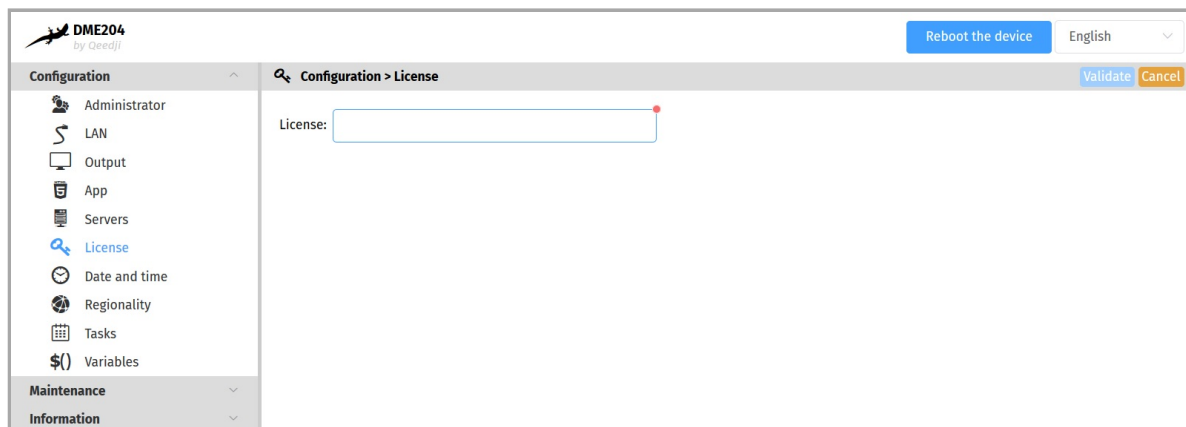 DME204
by Qeedji
Reboot the device
English
Configuration
Configuration > License
Validate
Cancel
Administrator
LAN
Output
App
Servers
License
Date and time
Regionality
Tasks
$() Variables
Maintenance
Information
License: